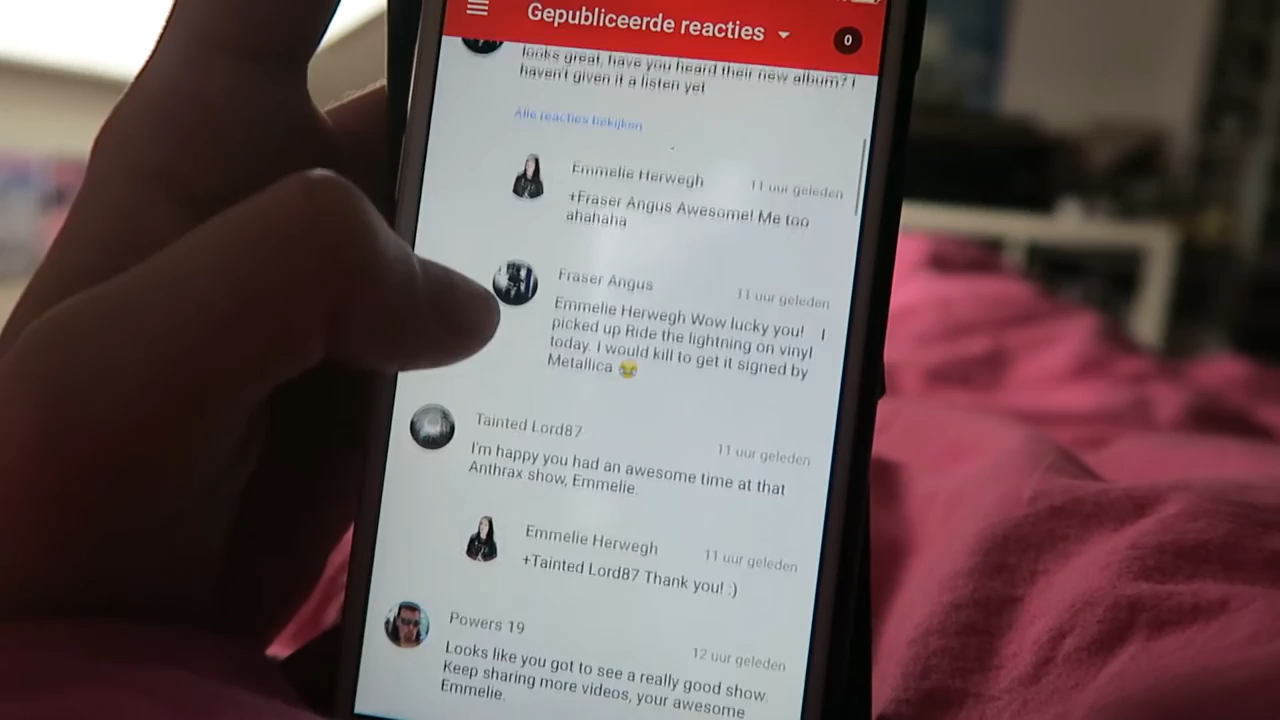 Gepubliceerde reacties
0
looks great, have you heard their new album? I
haven't given it a listen yet
Alle reacties bekijken
Emmelie Herwegh
11 uur geleden
+Fraser Angus Awesome! Me too
ahahaha
Fraser Angus
11 uur geleden
Emmelie Herwegh Wow lucky you! I
picked up Ride the lightning on vinyl
today. I would kill to get it signed by
Metallica 😂
Tainted Lord87
11 uur geleden
I'm happy you had an awesome time at that
Anthrax show, Emmelie.
Emmelie Herwegh
11 uur geleden
+Tainted Lord87 Thank you! :)
Powers 19
12 uur geleden
Looks like you got to see a really good show.
Keep sharing more videos, your awesome
Emmelie.